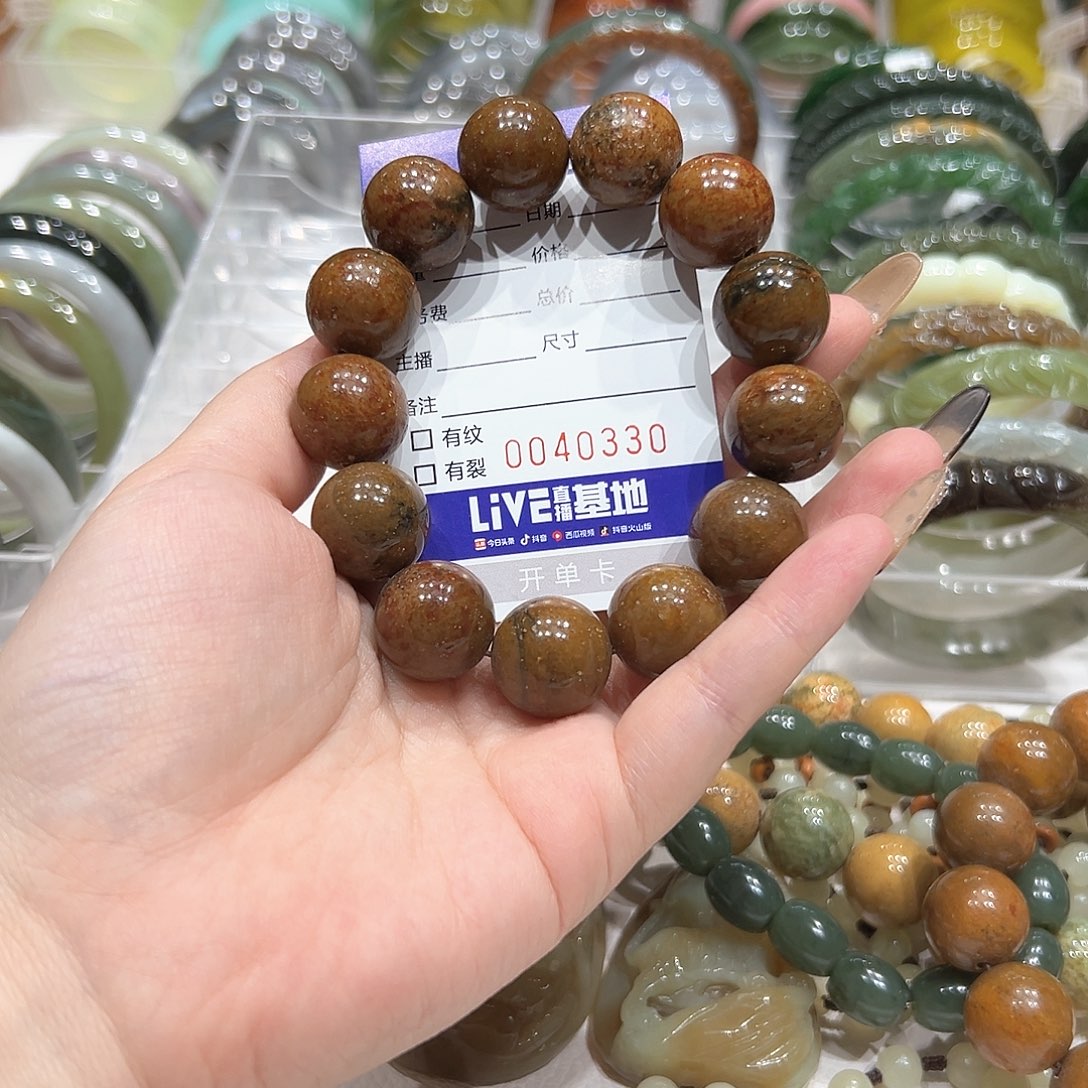 日期
价格
总价
主播 尺寸
备注
有纹
有裂 0040330
LiVE直播基地
今日头条 抖音 西瓜视频 抖音火山版
开单卡